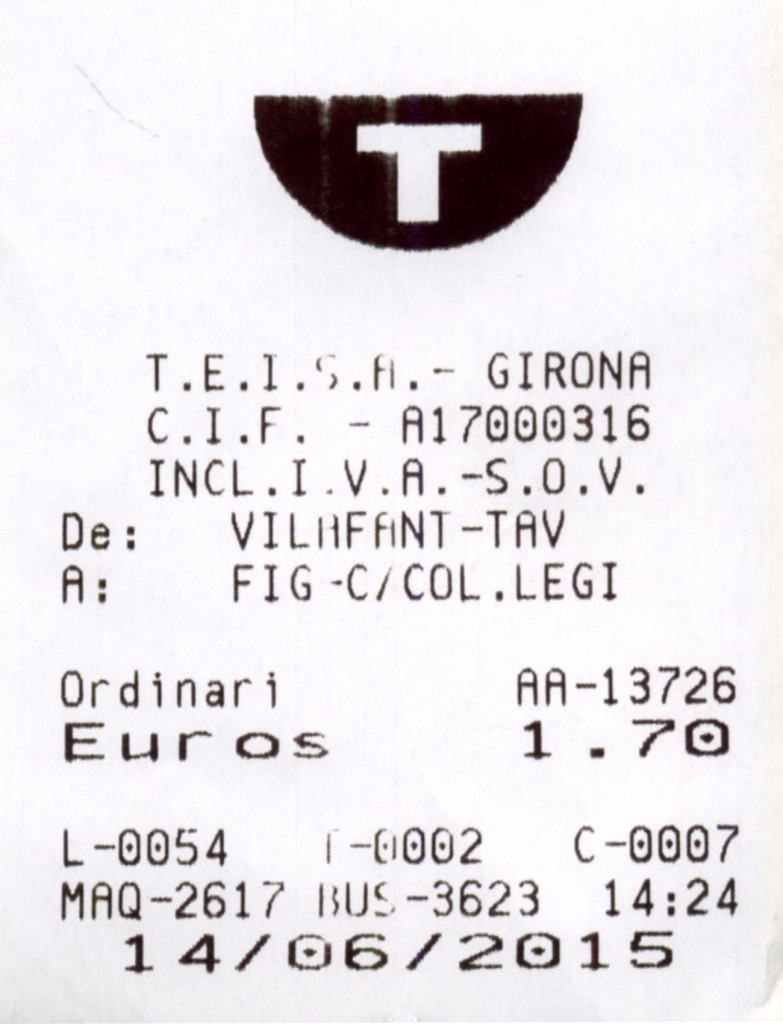 T
T.E.I.S.A.- GIRONA
C.I.F. - A17000316
INCL.I.V.A.-S.O.V.
De: VILAFANT-TAV
A: FIG-C/COL.LEGI
Ordinari AA-13726
Euros 1.70
L-0054 T-0002 C-0007
MAQ-2617 BUS-3623 14:24
14/06/2015